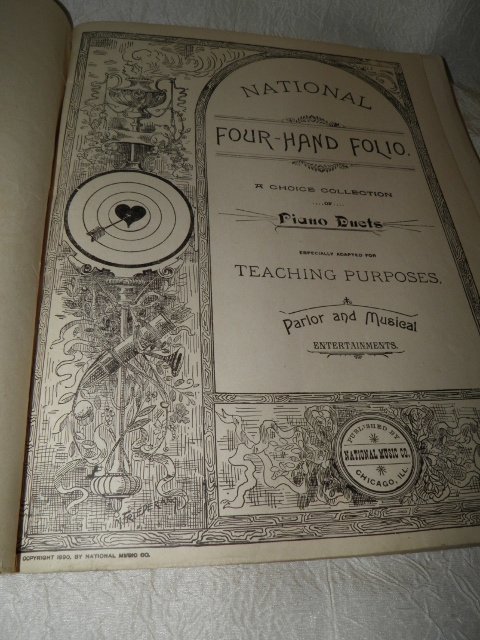 NATIONAL
FOUR-HAND FOLIO.
A CHOICE COLLECTION
....OF....
Piano Duets
ESPECIALLY ADAPTED FOR
TEACHING PURPOSES,
Parlor and Musical
ENTERTAINMENTS.
PUBLISHED BY
NATIONAL MUSIC CO.
CHICAGO, ILL.
COPYRIGHT 1890, BY NATIONAL MUSIC CO.